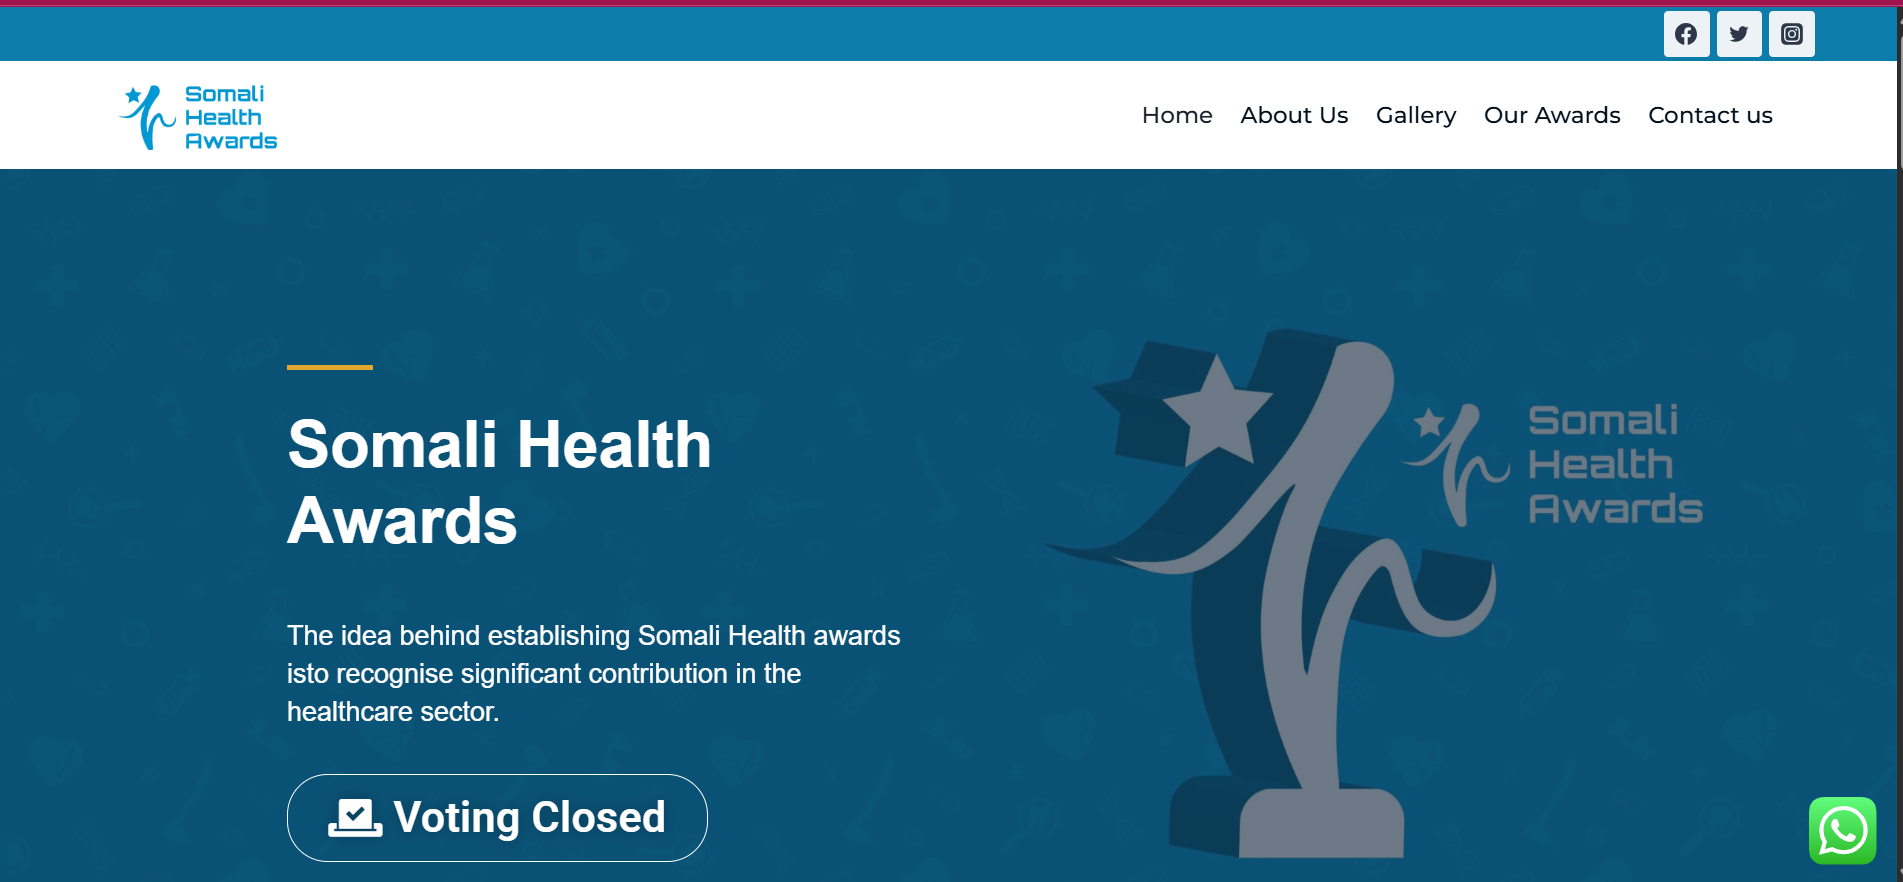 Somali
Health
Awards
Home About Us Gallery Our Awards Contact us
Somali Health
Awards
The idea behind establishing Somali Health awards
isto recognise significant contribution in the
healthcare sector.
Voting Closed
Somali
Health
Awards